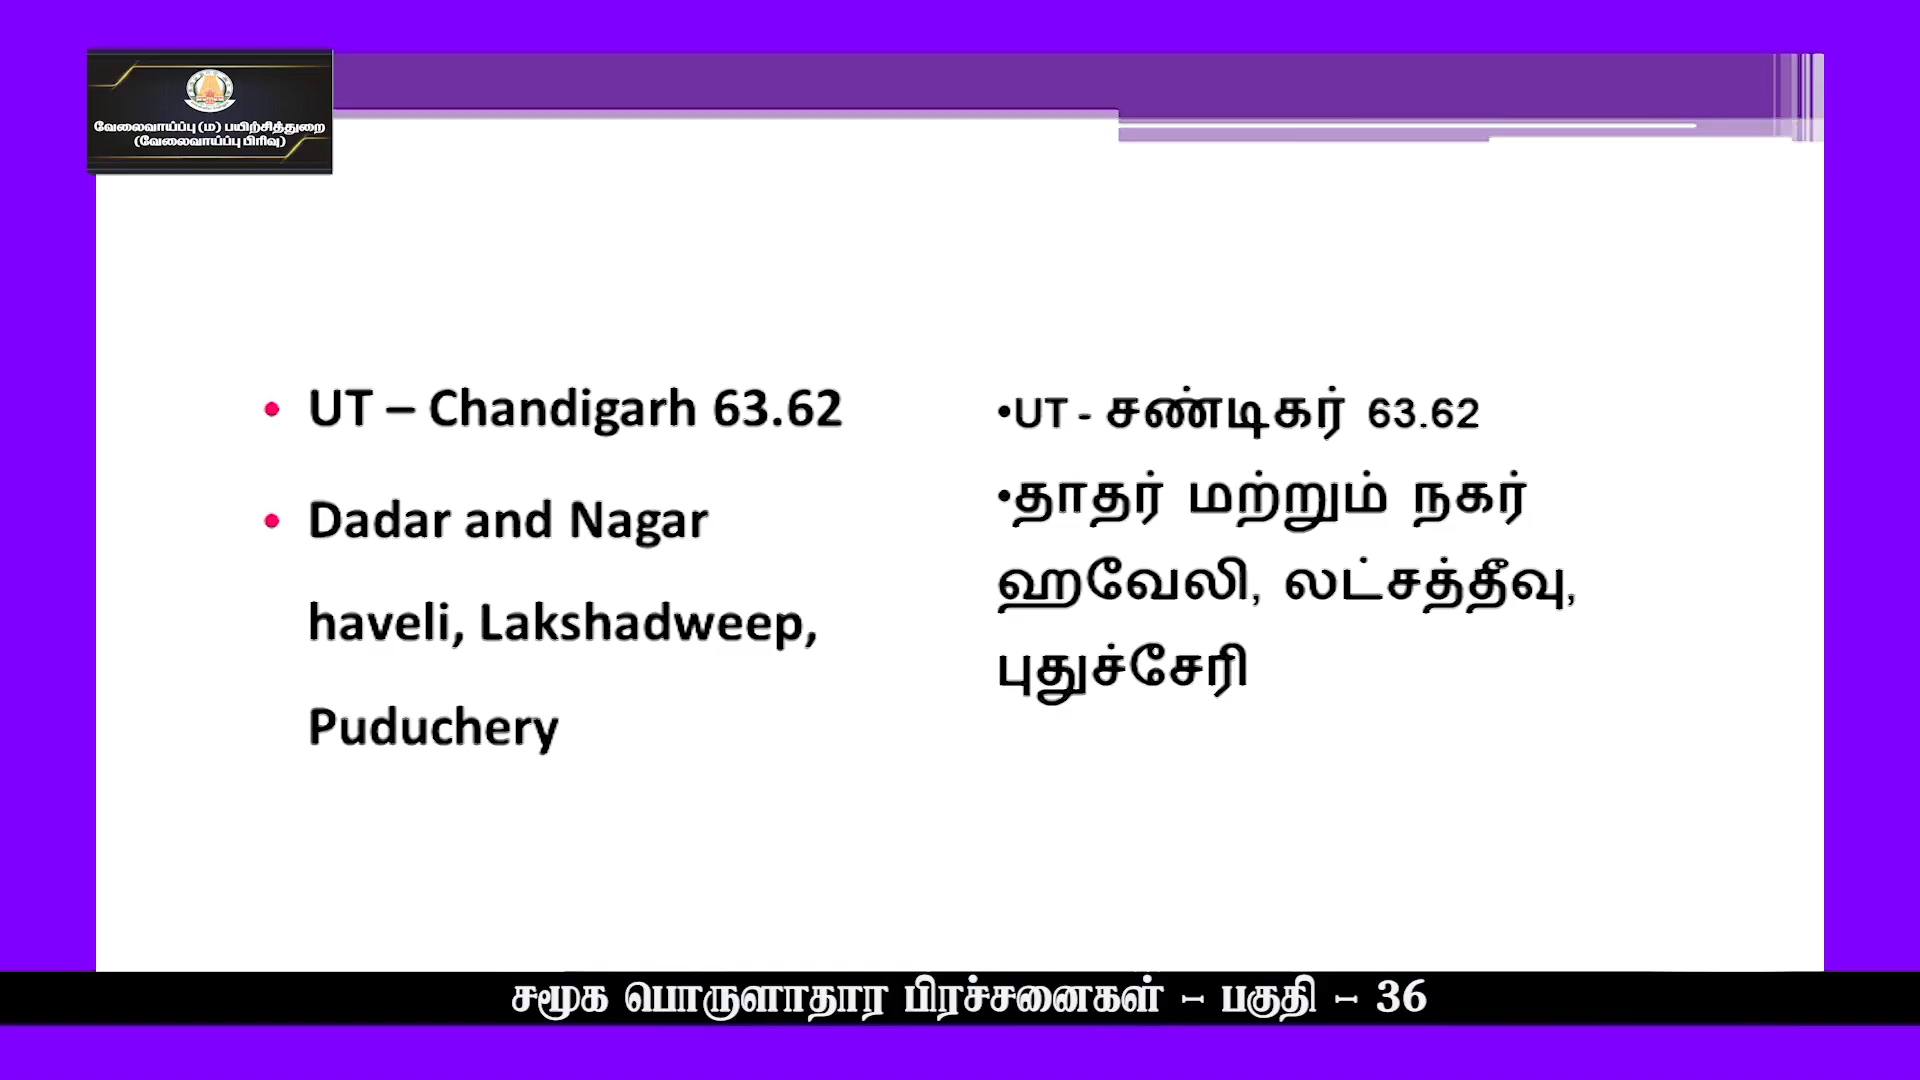 வேலைவாய்ப்பு (ம) பயிற்சித்துறை
(வேலைவாய்ப்பு பிரிவு)
• UT – Chandigarh 63.62
• Dadar and Nagar
haveli, Lakshadweep,
Puduchery
•UT - சண்டிகர் 63.62
•தாதர் மற்றும் நகர்
ஹவேலி, லட்சத்தீவு,
புதுச்சேரி
சமூக பொருளாதார பிரச்சனைகள் – பகுதி – 36